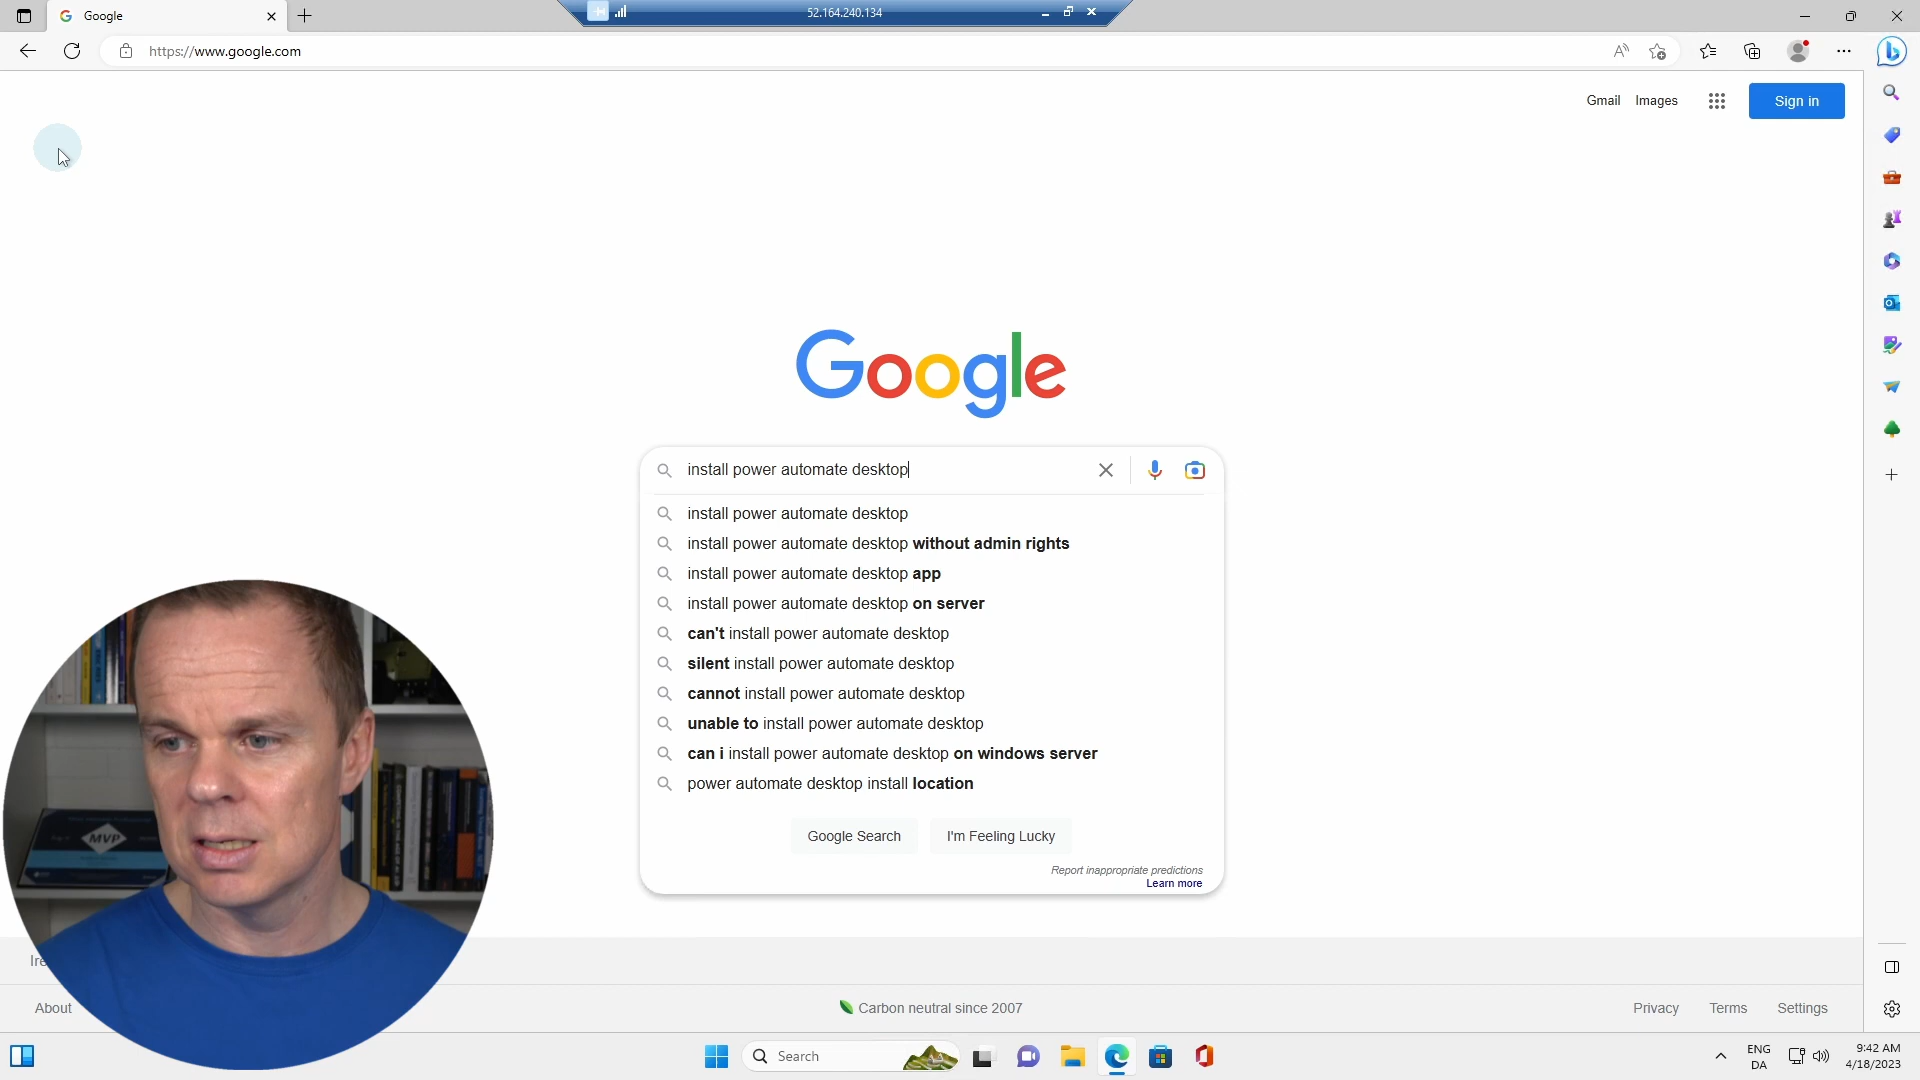 Google
52.164.240.134
https://www.google.com
Gmail Images Sign in
Google
install power automate desktop
install power automate desktop
install power automate desktop without admin rights
install power automate desktop app
install power automate desktop on server
can't install power automate desktop
silent install power automate desktop
cannot install power automate desktop
unable to install power automate desktop
can i install power automate desktop on windows server
power automate desktop install location
Google Search I'm Feeling Lucky
Report inappropriate predictions
Learn more
MVP
About Carbon neutral since 2007 Privacy Terms Settings
Search
ENG
DA
9:42 AM
4/18/2023